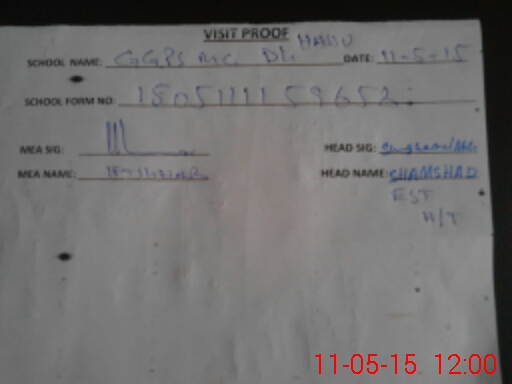 VISIT PROOF
SCHOOL NAME: GGPS M.C. DATE: 11-5-15
SCHOOL FORM NO: 1505111159652
MEA SIG: HEAD SIG:
MEA NAME: HEAD NAME: SHAMSHAD
EST
H/T
11-05-15 12:00